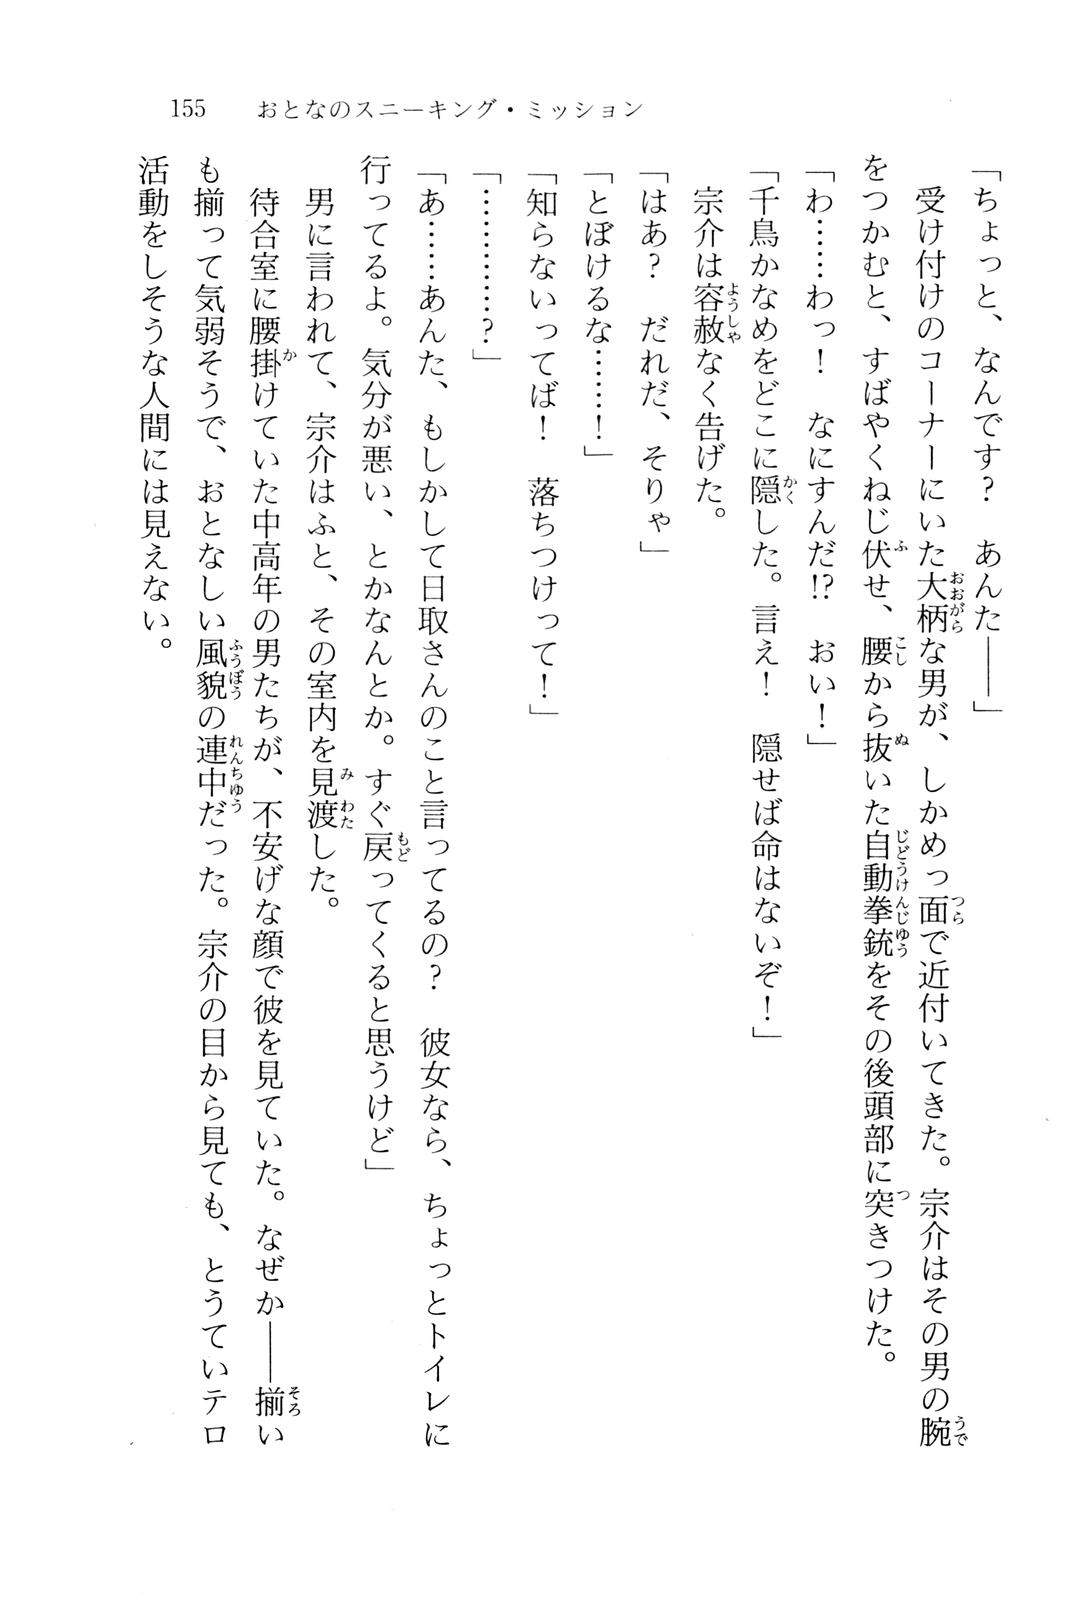 155　おとなのスニーキング・ミッション
「ちょっと、なんです？　あんた――」
　受け付けのコーナーにいた大柄な男が、しかめっ面で近付いてきた。宗介はその男の腕
をつかむと、すばやくねじ伏せ、腰から抜いた自動拳銃をその後頭部に突きつけた。
「わ……わっ！　なにすんだ!?　おい！」
「千鳥かなめをどこに隠した。言え！　隠せば命はないぞ！」
　宗介は容赦なく告げた。
「はあ？　だれだ、そりゃ」
「とぼけるな……！」
「知らないってば！　落ちつけって！」
「…………？」
「あ……あんた、もしかして日取さんのこと言ってるの？　彼女なら、ちょっとトイレに
行ってるよ。気分が悪い、とかなんとか。すぐ戻ってくると思うけど」
　男に言われて、宗介はふと、その室内を見渡した。
　待合室に腰掛けていた中高年の男たちが、不安げな顔で彼を見ていた。なぜか――揃い
も揃って気弱そうで、おとなしい風貌の連中だった。宗介の目から見ても、とうていテロ
活動をしそうな人間には見えない。